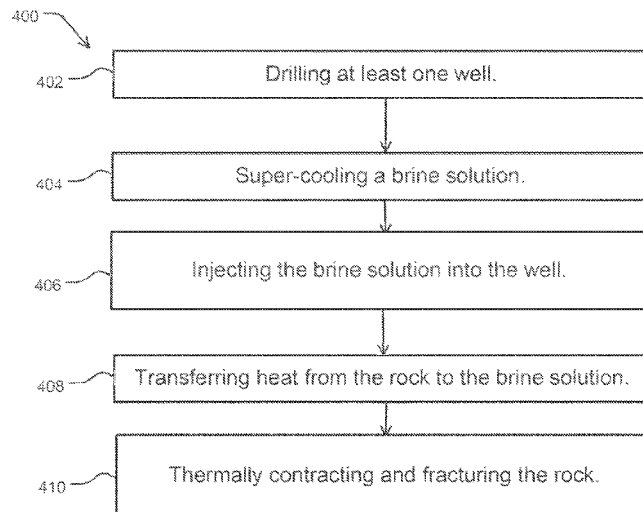 400
402
Drilling at least one well.
404
Super-cooling a brine solution.
406
Injecting the brine solution into the well.
408
Transferring heat from the rock to the brine solution.
410
Thermally contracting and fracturing the rock.